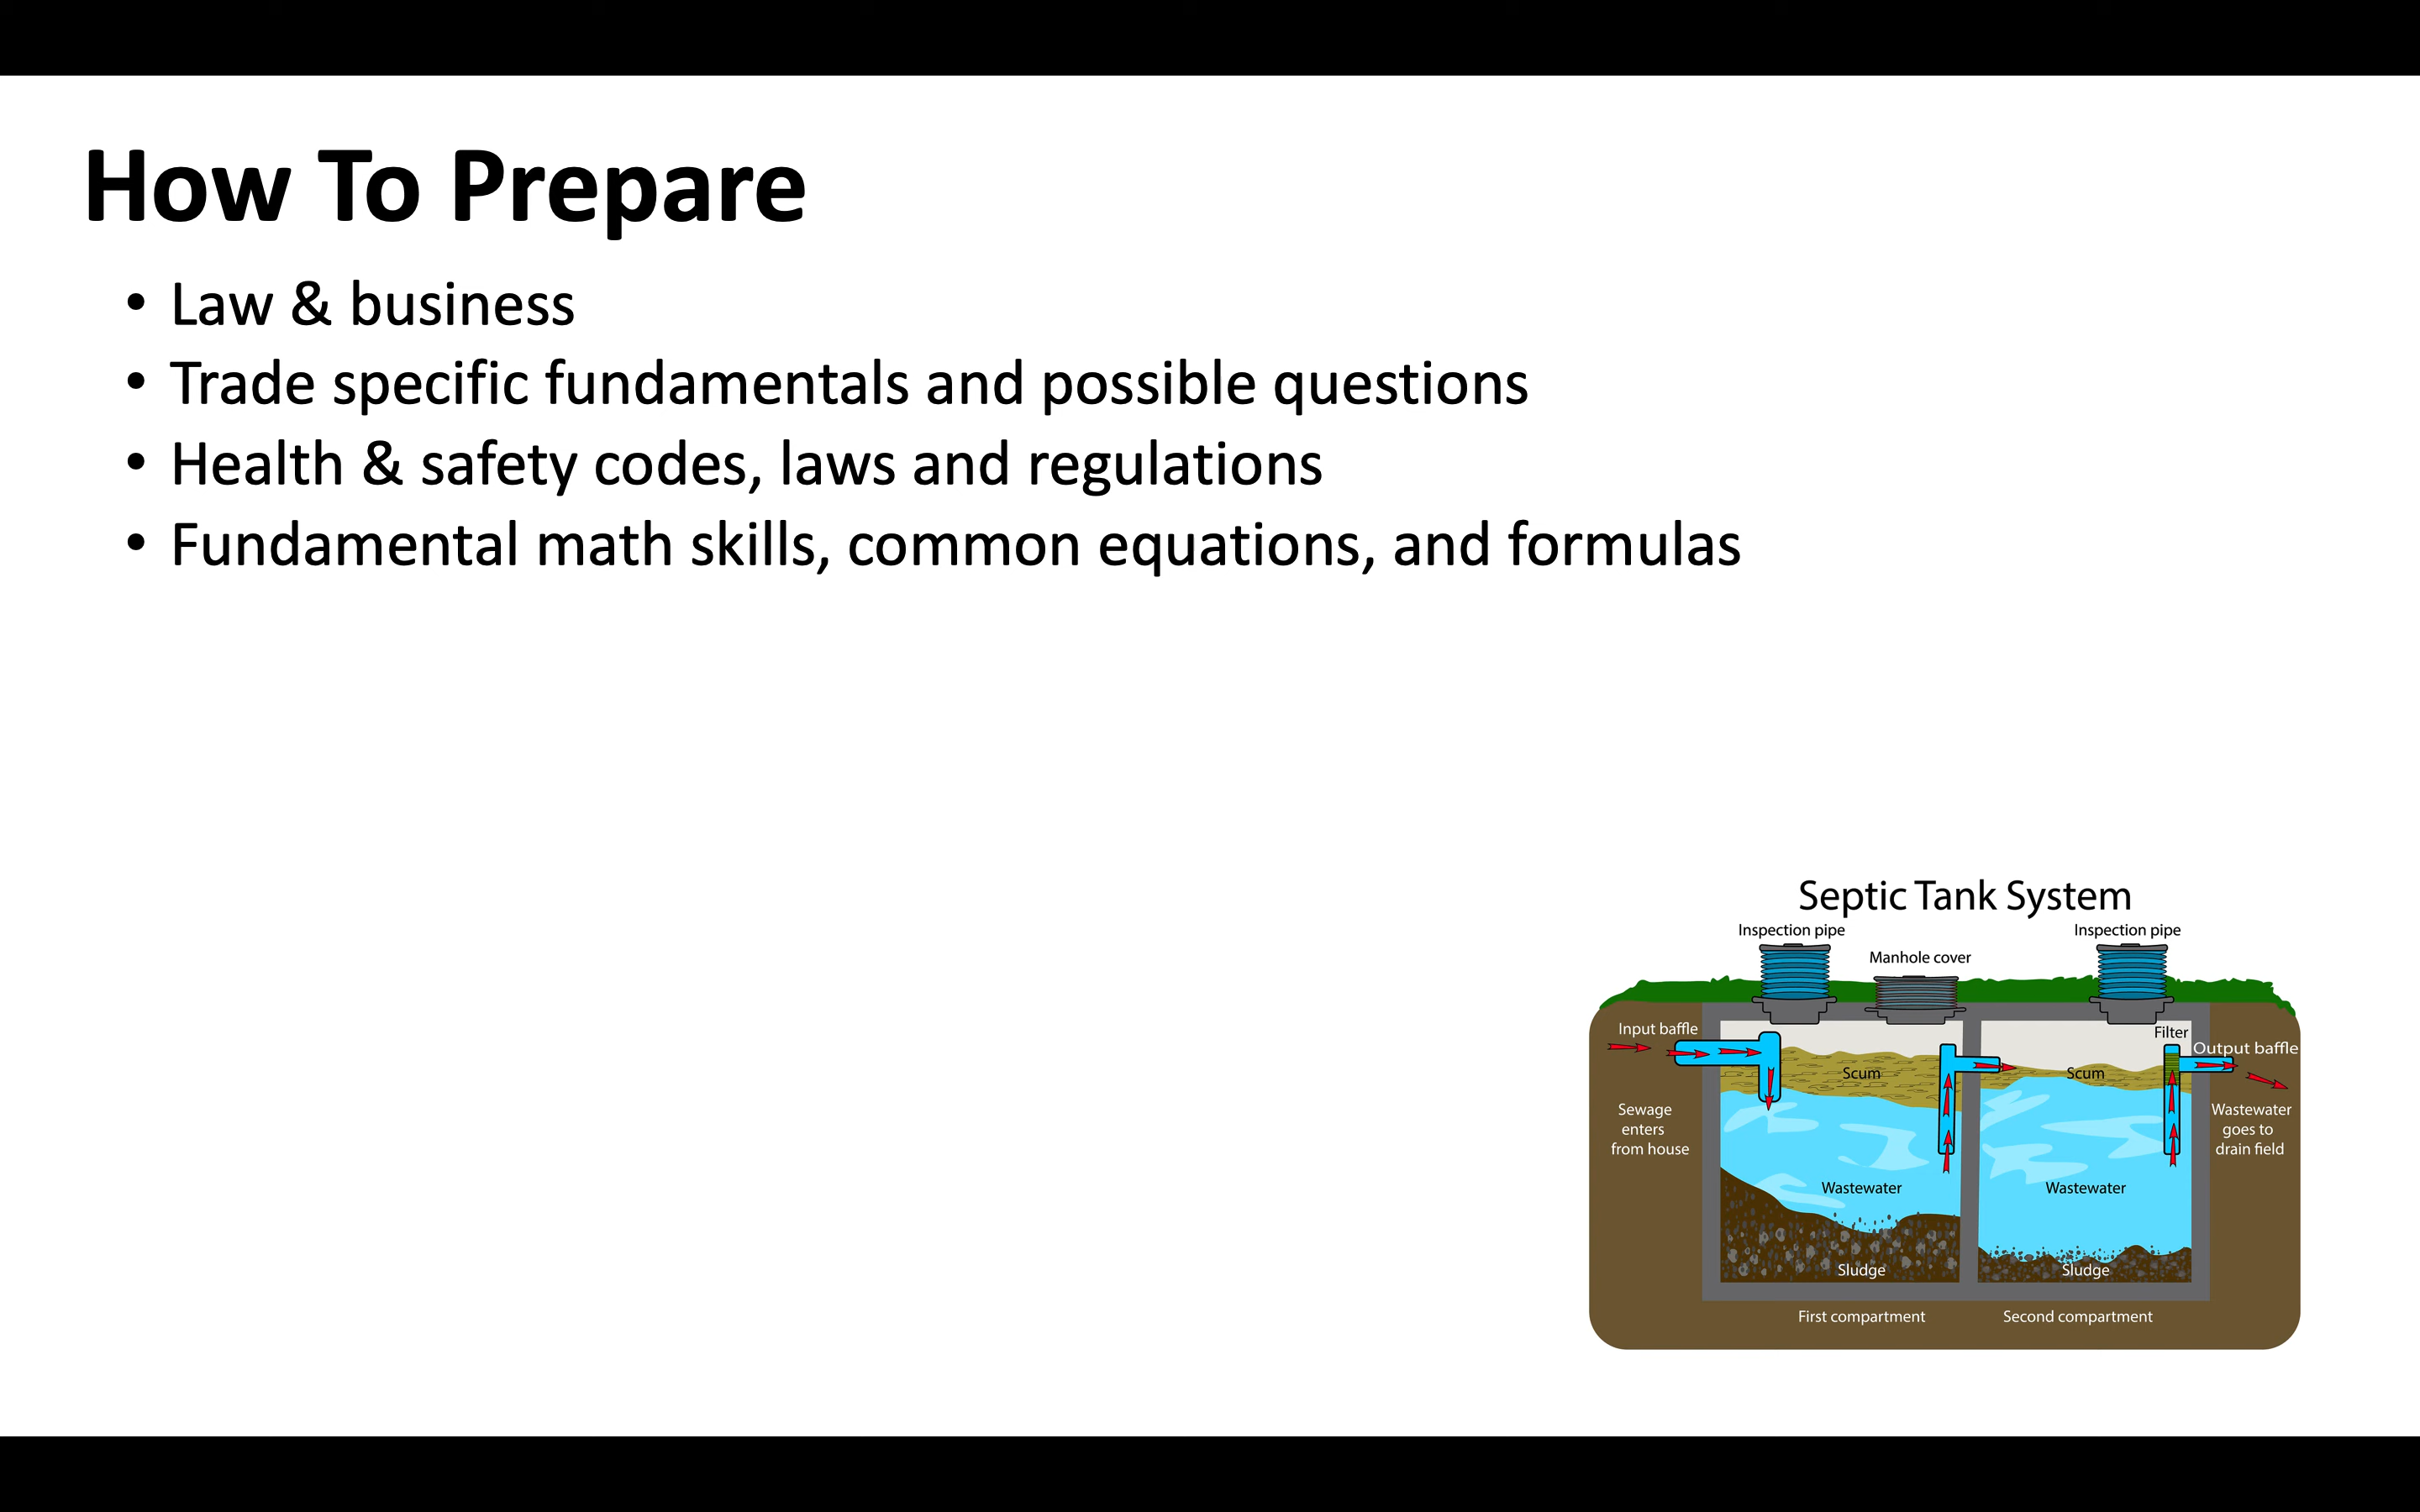 How To Prepare
• Law & business
• Trade specific fundamentals and possible questions
• Health & safety codes, laws and regulations
• Fundamental math skills, common equations, and formulas
Septic Tank System
Inspection pipe
Inspection pipe
Manhole cover
Input baffle
Filter
Output baffle
Scum
Scum
Sewage
enters
from house
Wastewater
goes to
drain field
Wastewater
Wastewater
Sludge
Sludge
First compartment
Second compartment